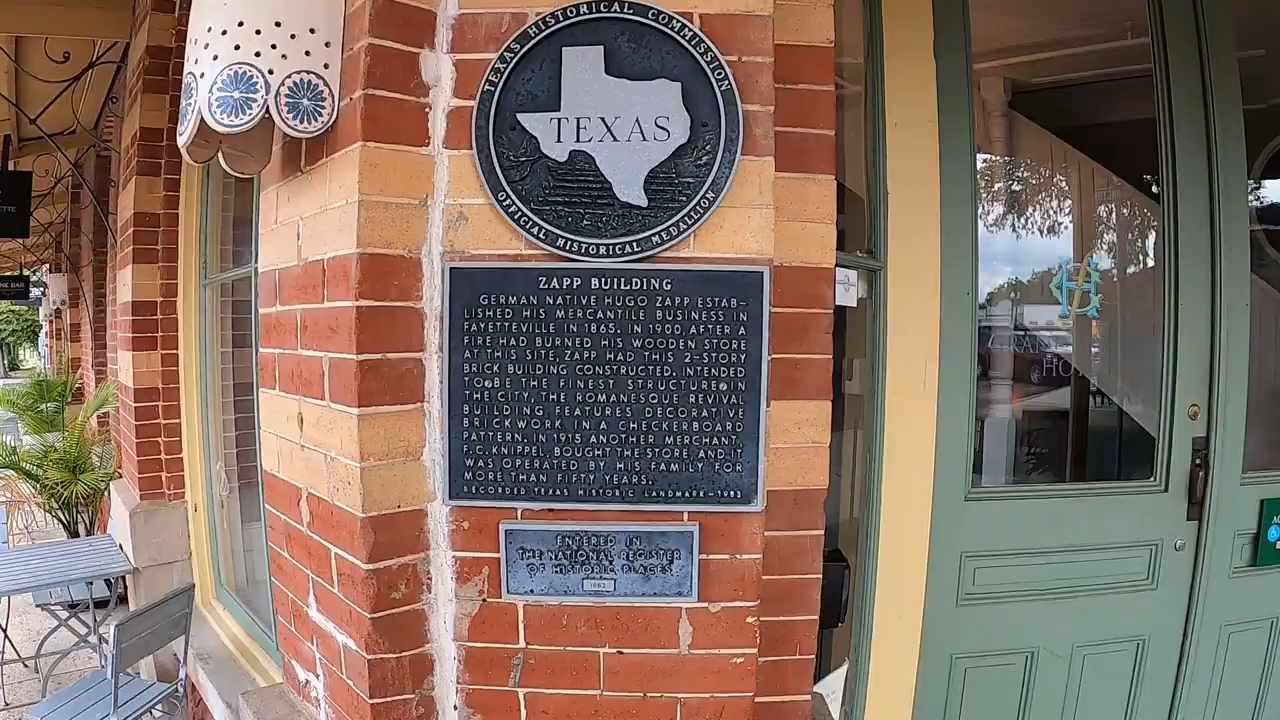 TEXAS HISTORICAL COMMISSION
TEXAS
OFFICIAL HISTORICAL MEDALLION
ZAPP BUILDING
GERMAN NATIVE HUGO ZAPP ESTAB-
LISHED HIS MERCANTILE BUSINESS IN
FAYETTEVILLE IN 1865. IN 1900, AFTER A
FIRE HAD BURNED HIS WOODEN STORE
AT THIS SITE, ZAPP HAD THIS 2-STORY
BRICK BUILDING CONSTRUCTED. INTENDED
TO BE THE FINEST STRUCTURE IN
THE CITY, THE ROMANESQUE REVIVAL
BUILDING FEATURES DECORATIVE
BRICKWORK IN A CHECKERBOARD
PATTERN. IN 1915 ANOTHER MERCHANT,
F.C. KNIPPEL, BOUGHT THE STORE, AND IT
WAS OPERATED BY HIS FAMILY FOR
MORE THAN FIFTY YEARS.
RECORDED TEXAS HISTORIC LANDMARK-1983
ENTERED IN
THE NATIONAL REGISTER
OF HISTORIC PLACES
1983